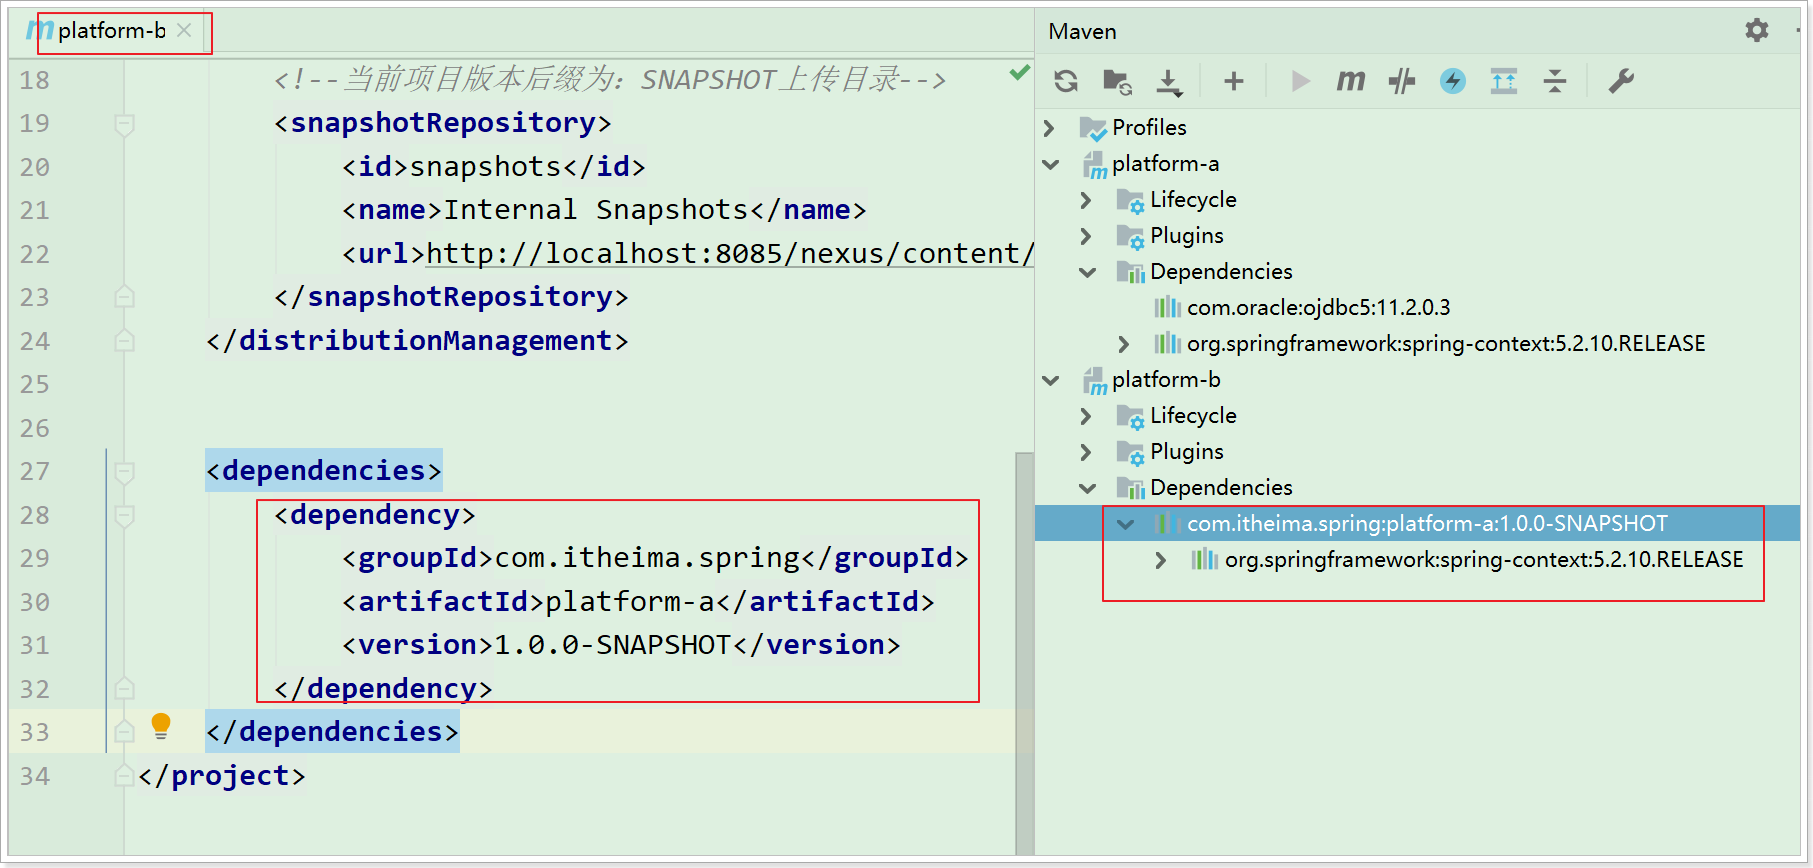 platform-b
18 <!--当前项目版本后缀为：SNAPSHOT上传目录-->
19 <snapshotRepository>
20 <id>snapshots</id>
21 <name>Internal Snapshots</name>
22 <url>http://localhost:8085/nexus/content/
23 </snapshotRepository>
24 </distributionManagement>
25
26
27 <dependencies>
28 <dependency>
29 <groupId>com.itheima.spring</groupId>
30 <artifactId>platform-a</artifactId>
31 <version>1.0.0-SNAPSHOT</version>
32 </dependency>
33 </dependencies>
34 </project>
Maven
Profiles
platform-a
Lifecycle
Plugins
Dependencies
com.oracle:ojdbc5:11.2.0.3
org.springframework:spring-context:5.2.10.RELEASE
platform-b
Lifecycle
Plugins
Dependencies
com.itheima.spring:platform-a:1.0.0-SNAPSHOT
org.springframework:spring-context:5.2.10.RELEASE